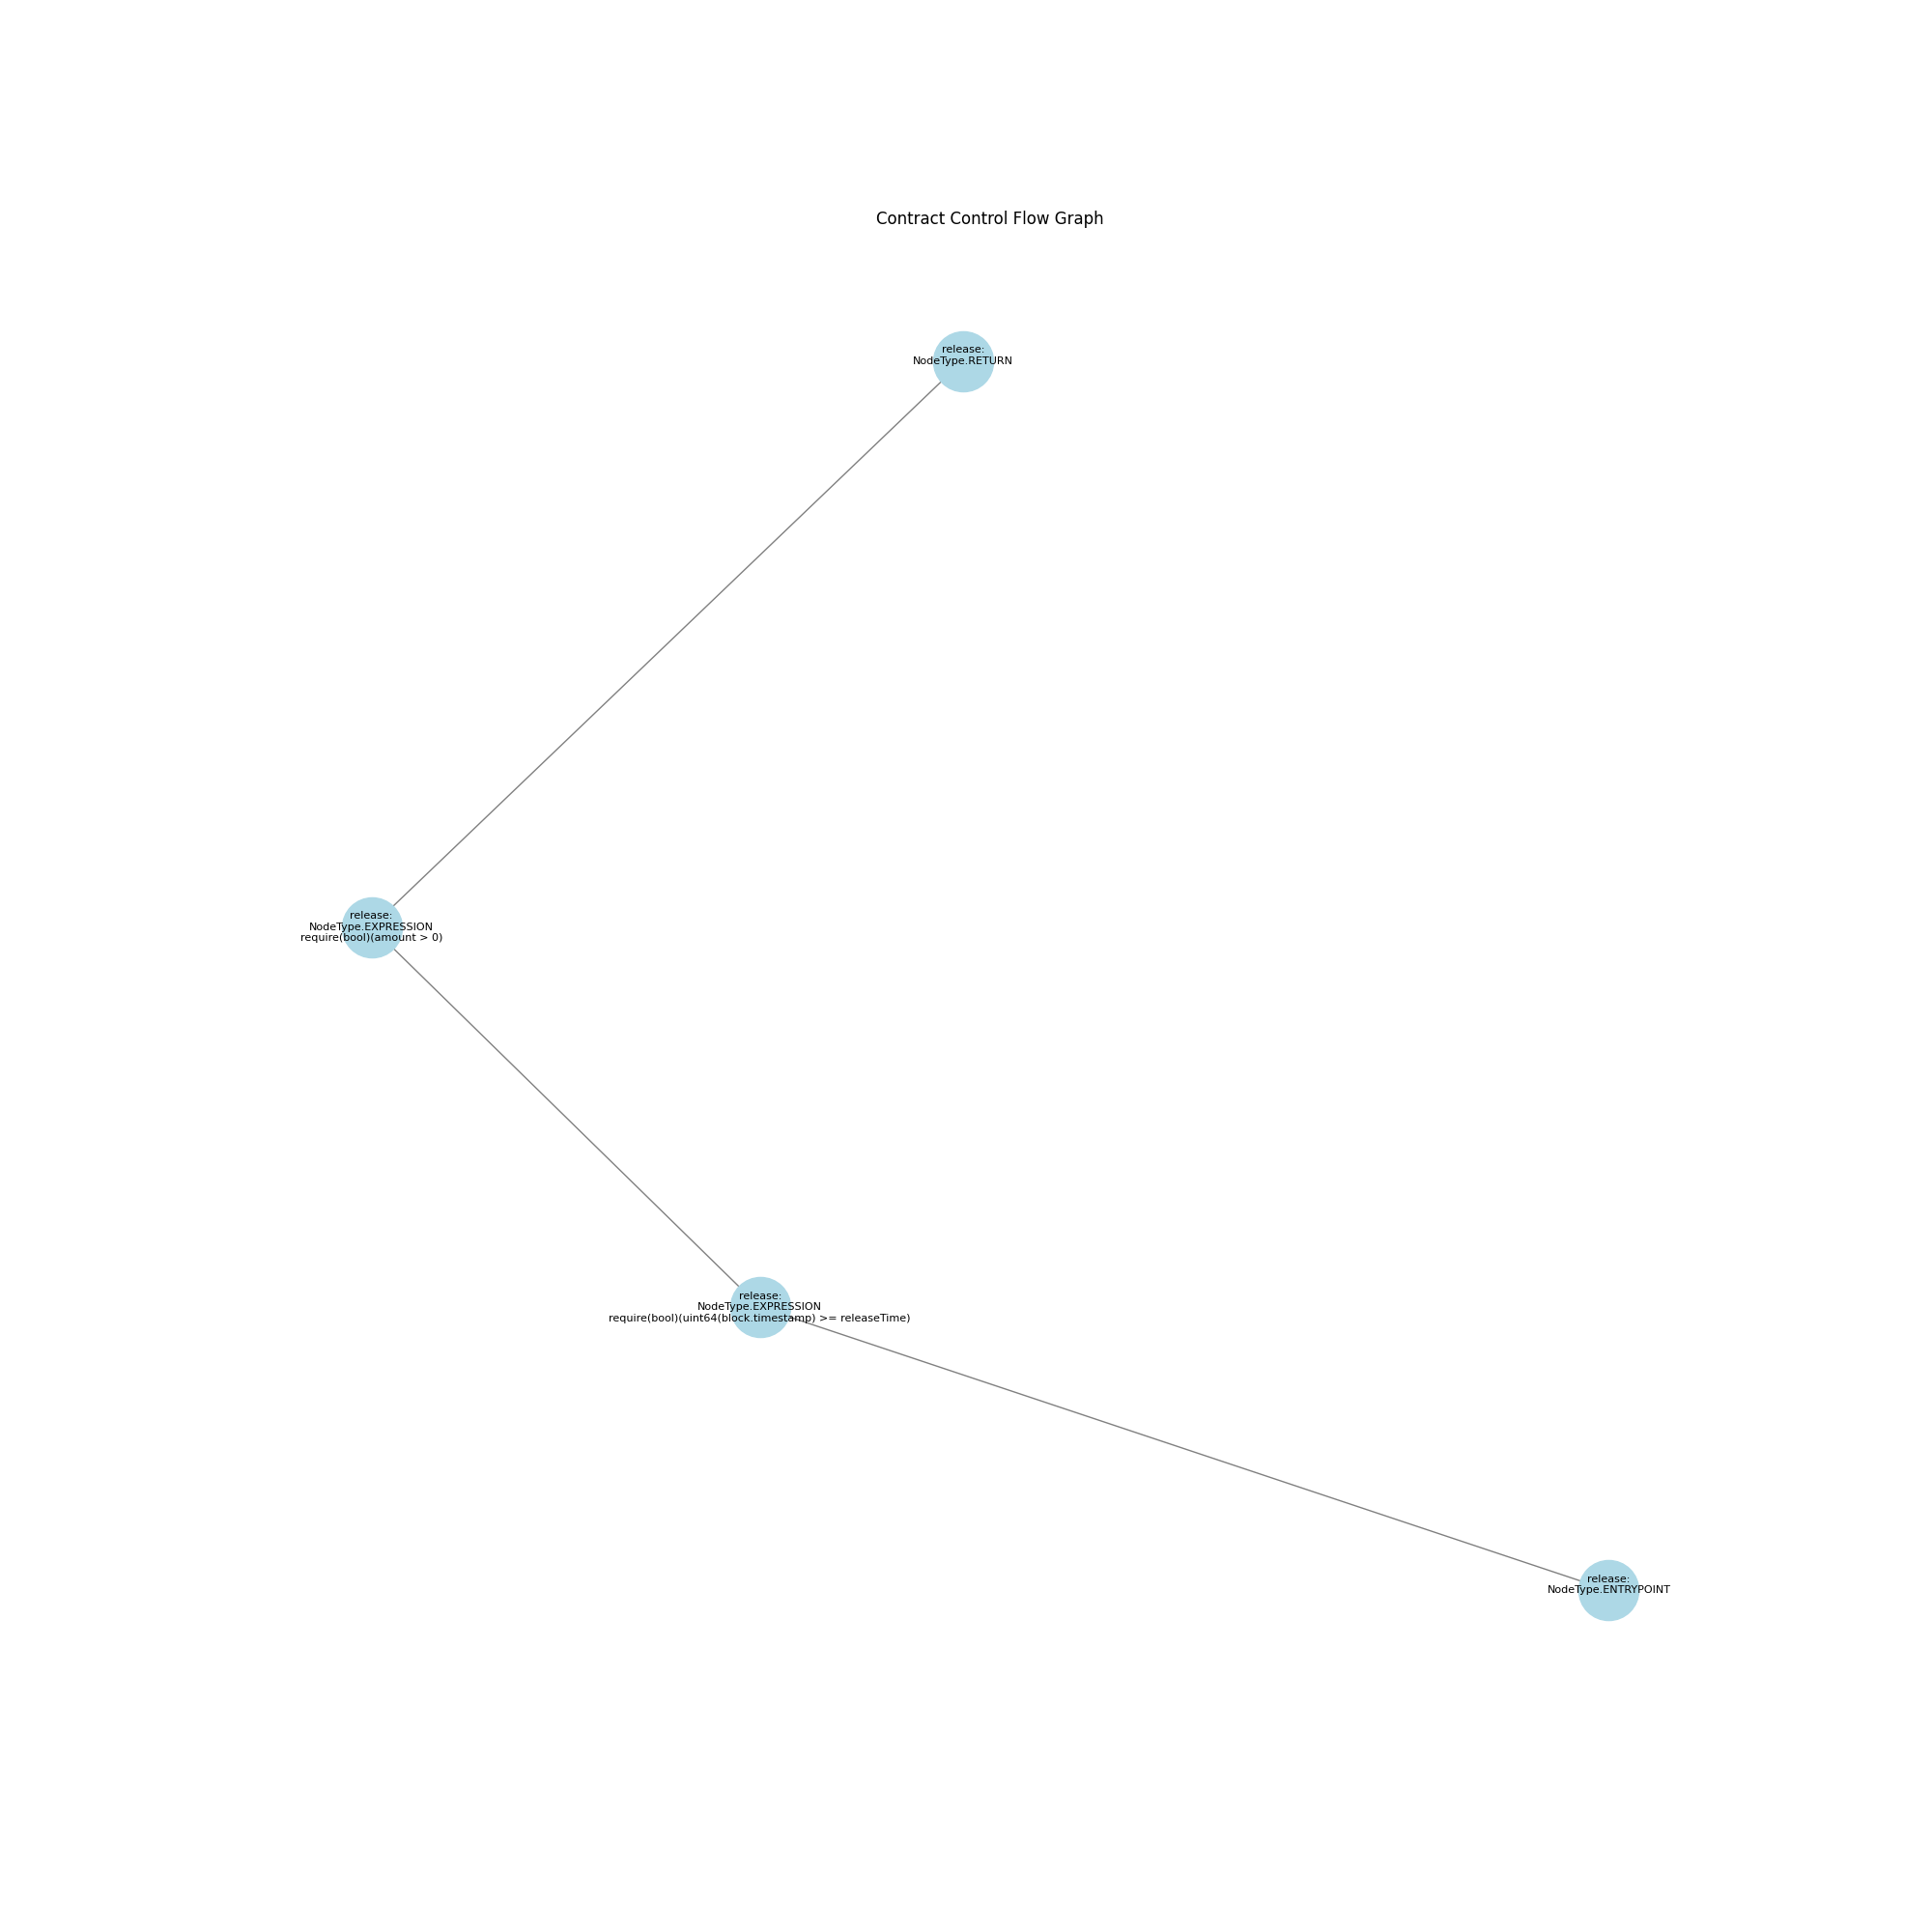 Contract Control Flow Graph
release:
NodeType.RETURN
release:
NodeType.EXPRESSION
require(bool)(amount > 0)
release:
NodeType.EXPRESSION
require(bool)(uint64(block.timestamp) >= releaseTime)
release:
NodeType.ENTRYPOINT